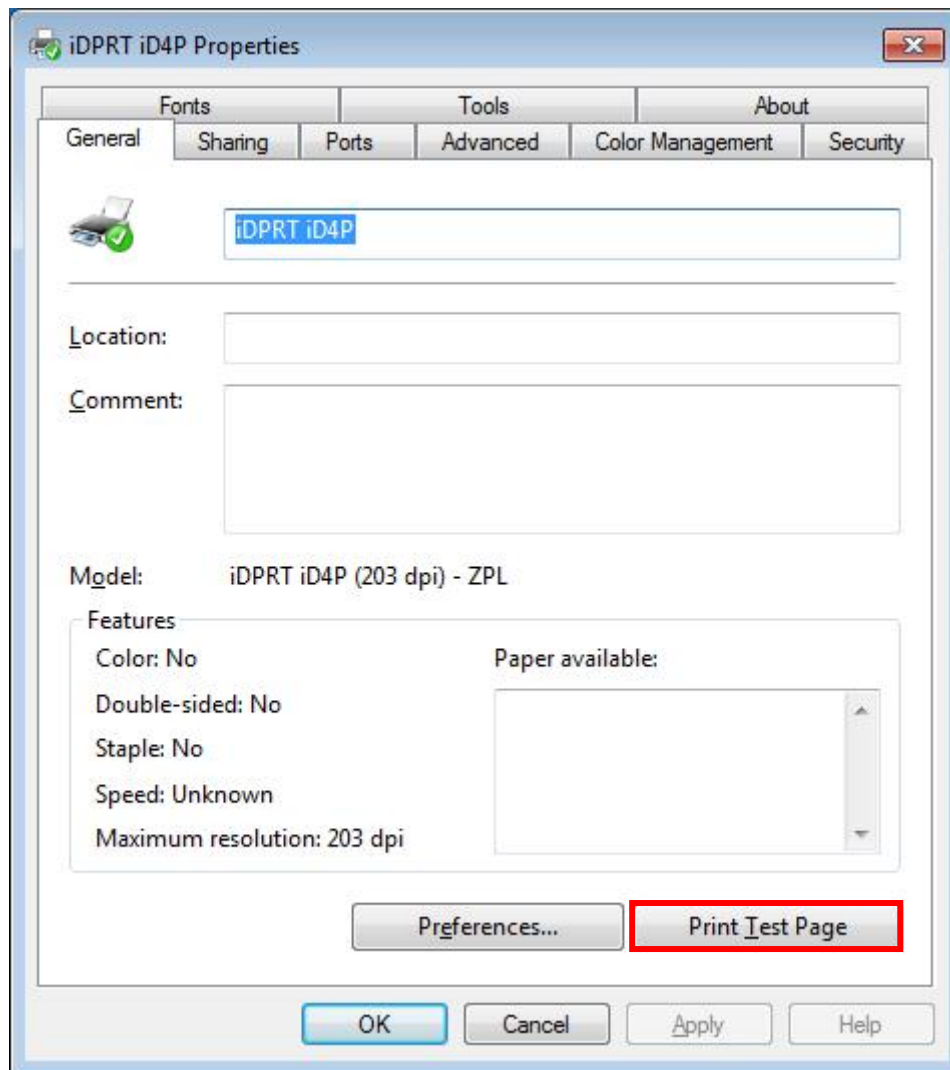 iDPRT iD4P Properties
Fonts Tools About
General Sharing Ports Advanced Color Management Security
iDPRT iD4P
Location:
Comment:
Model: iDPRT iD4P (203 dpi) - ZPL
Features
Color: No Paper available:
Double-sided: No
Staple: No
Speed: Unknown
Maximum resolution: 203 dpi
Preferences... Print Test Page
OK Cancel Apply Help